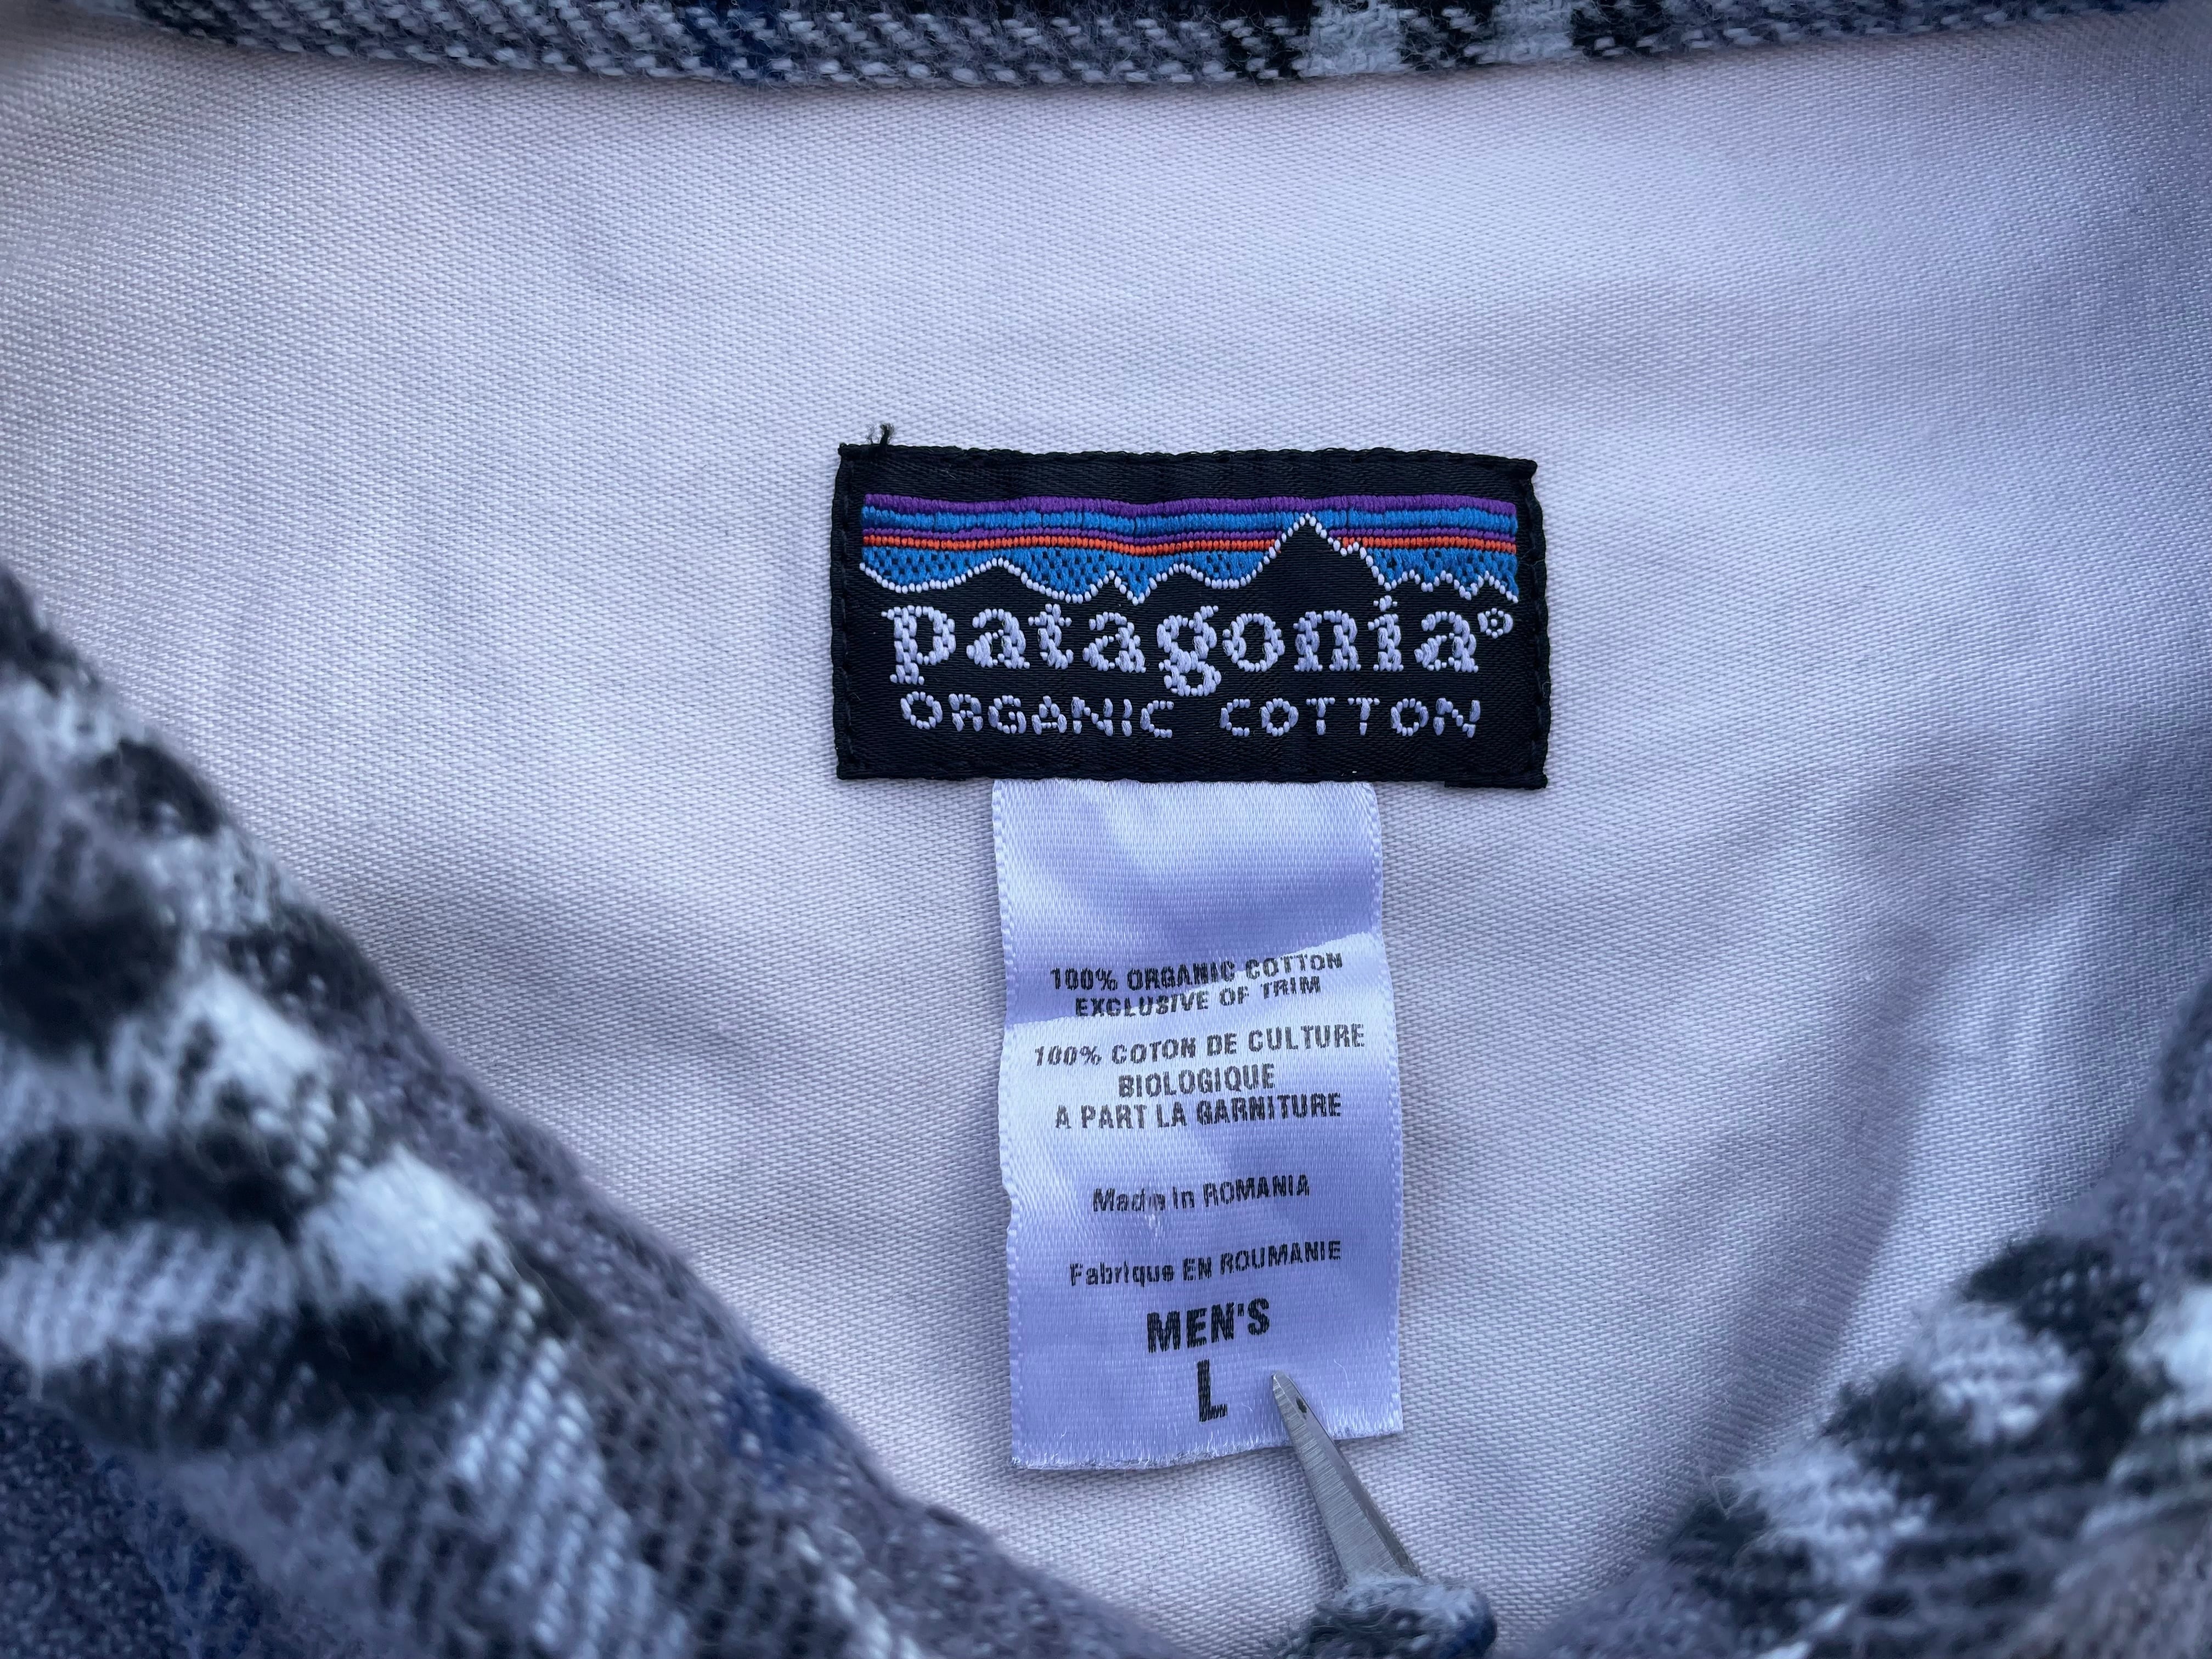 patagonia®
ORGANIC COTTON
100% ORGANIC COTTON
EXCLUSIVE OF TRIM
100% COTON DE CULTURE
BIOLOGIQUE
A PART LA GARNITURE
Made In ROMANIA
Fabrique EN ROUMANIE
MEN'S
L